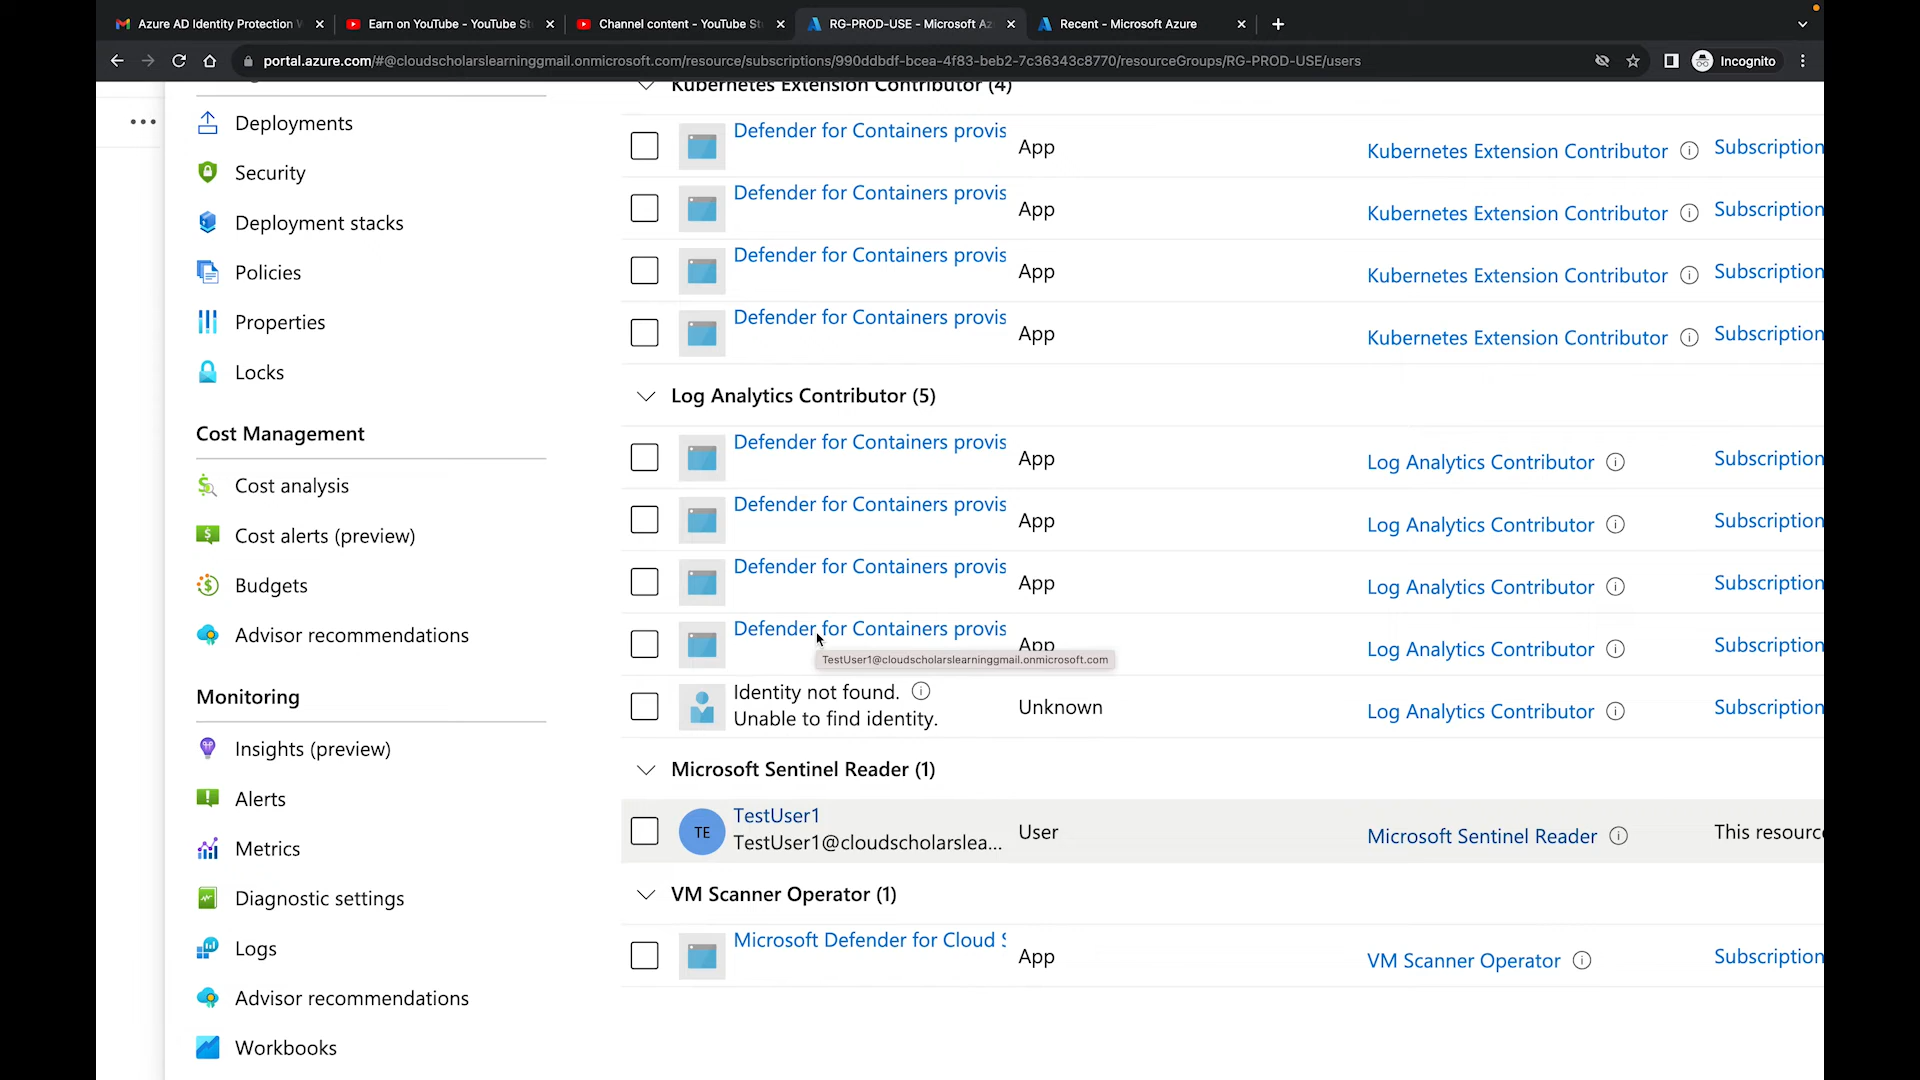 Azure AD Identity Protection
Earn on YouTube - YouTube St
Channel content - YouTube St
RG-PROD-USE - Microsoft Az
Recent - Microsoft Azure
portal.azure.com/#@cloudscholarslearninggmail.onmicrosoft.com/resource/subscriptions/990ddbdf-bcea-4f83-beb2-7c36343c8770/resourceGroups/RG-PROD-USE/users
Incognito
Deployments
Security
Deployment stacks
Policies
Properties
Locks
Cost Management
Cost analysis
Cost alerts (preview)
Budgets
Advisor recommendations
Monitoring
Insights (preview)
Alerts
Metrics
Diagnostic settings
Logs
Advisor recommendations
Workbooks
Kubernetes Extension Contributor (4)
Defender for Containers provis
App
Kubernetes Extension Contributor
Subscription
Defender for Containers provis
App
Kubernetes Extension Contributor
Subscription
Defender for Containers provis
App
Kubernetes Extension Contributor
Subscription
Defender for Containers provis
App
Kubernetes Extension Contributor
Subscription
Log Analytics Contributor (5)
Defender for Containers provis
App
Log Analytics Contributor
Subscription
Defender for Containers provis
App
Log Analytics Contributor
Subscription
Defender for Containers provis
App
Log Analytics Contributor
Subscription
Defender for Containers provis
App
Log Analytics Contributor
Subscription
TestUser1@cloudscholarslearninggmail.onmicrosoft.com
Identity not found.
Unable to find identity.
Unknown
Log Analytics Contributor
Subscription
Microsoft Sentinel Reader (1)
TE
TestUser1
TestUser1@cloudscholarslea...
User
Microsoft Sentinel Reader
This resourc
VM Scanner Operator (1)
Microsoft Defender for Cloud S
App
VM Scanner Operator
Subscription